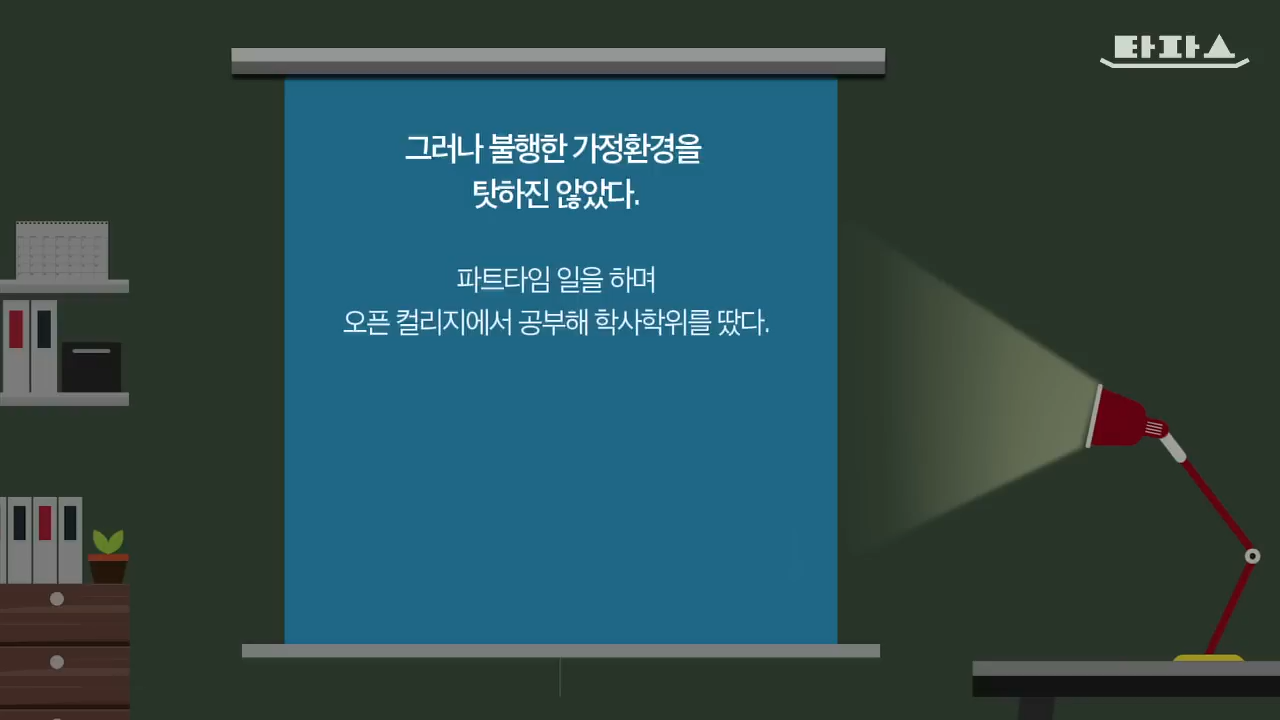 타파스
그러나 불행한 가정환경을
탓하진 않았다.
파트타임 일을 하며
오픈 컬리지에서 공부해 학사학위를 땄다.